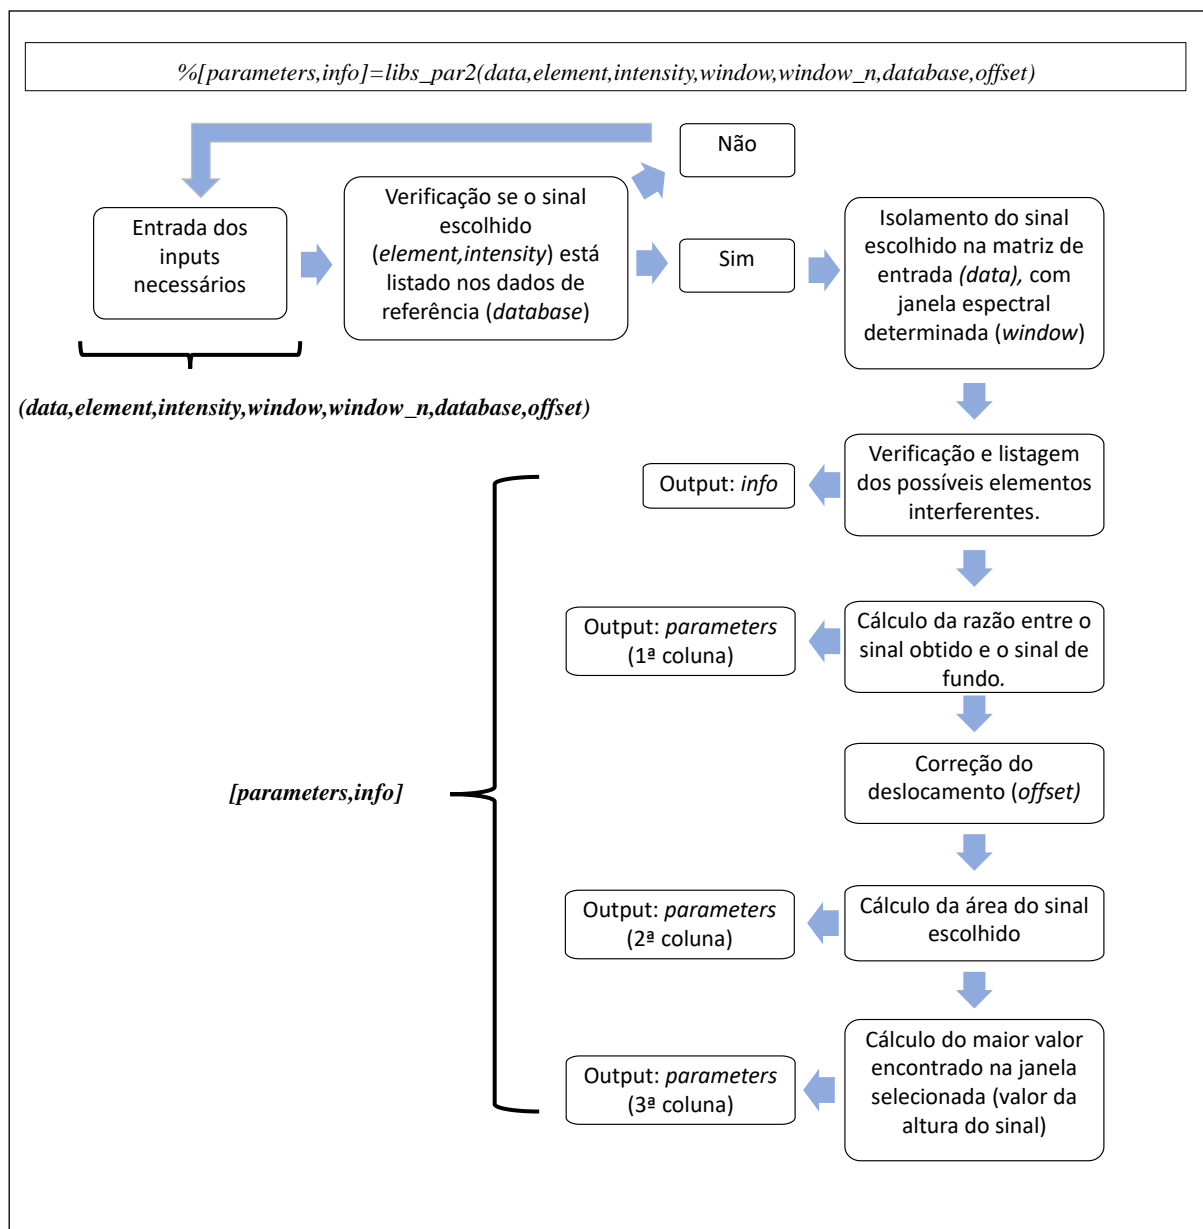 %[parameters,info]=libs_par2(data,element,intensity,window,window_n,database,offset)
Não
Entrada dos
inputs
necessários
Verificação se o sinal
escolhido
(element,intensity) está
listado nos dados de
referência (database)
Sim
Isolamento do sinal
escolhido na matriz de
entrada (data), com
janela espectral
determinada (window)
(data,element,intensity,window,window_n,database,offset)
Verificação e listagem
dos possíveis elementos
interferentes.
Output: info
Cálculo da razão entre o
sinal obtido e o sinal de
fundo.
Output: parameters
(1ª coluna)
Correção do
deslocamento (offset)
[parameters,info]
Cálculo da área do sinal
escolhido
Output: parameters
(2ª coluna)
Cálculo do maior valor
encontrado na janela
selecionada (valor da
altura do sinal)
Output: parameters
(3ª coluna)